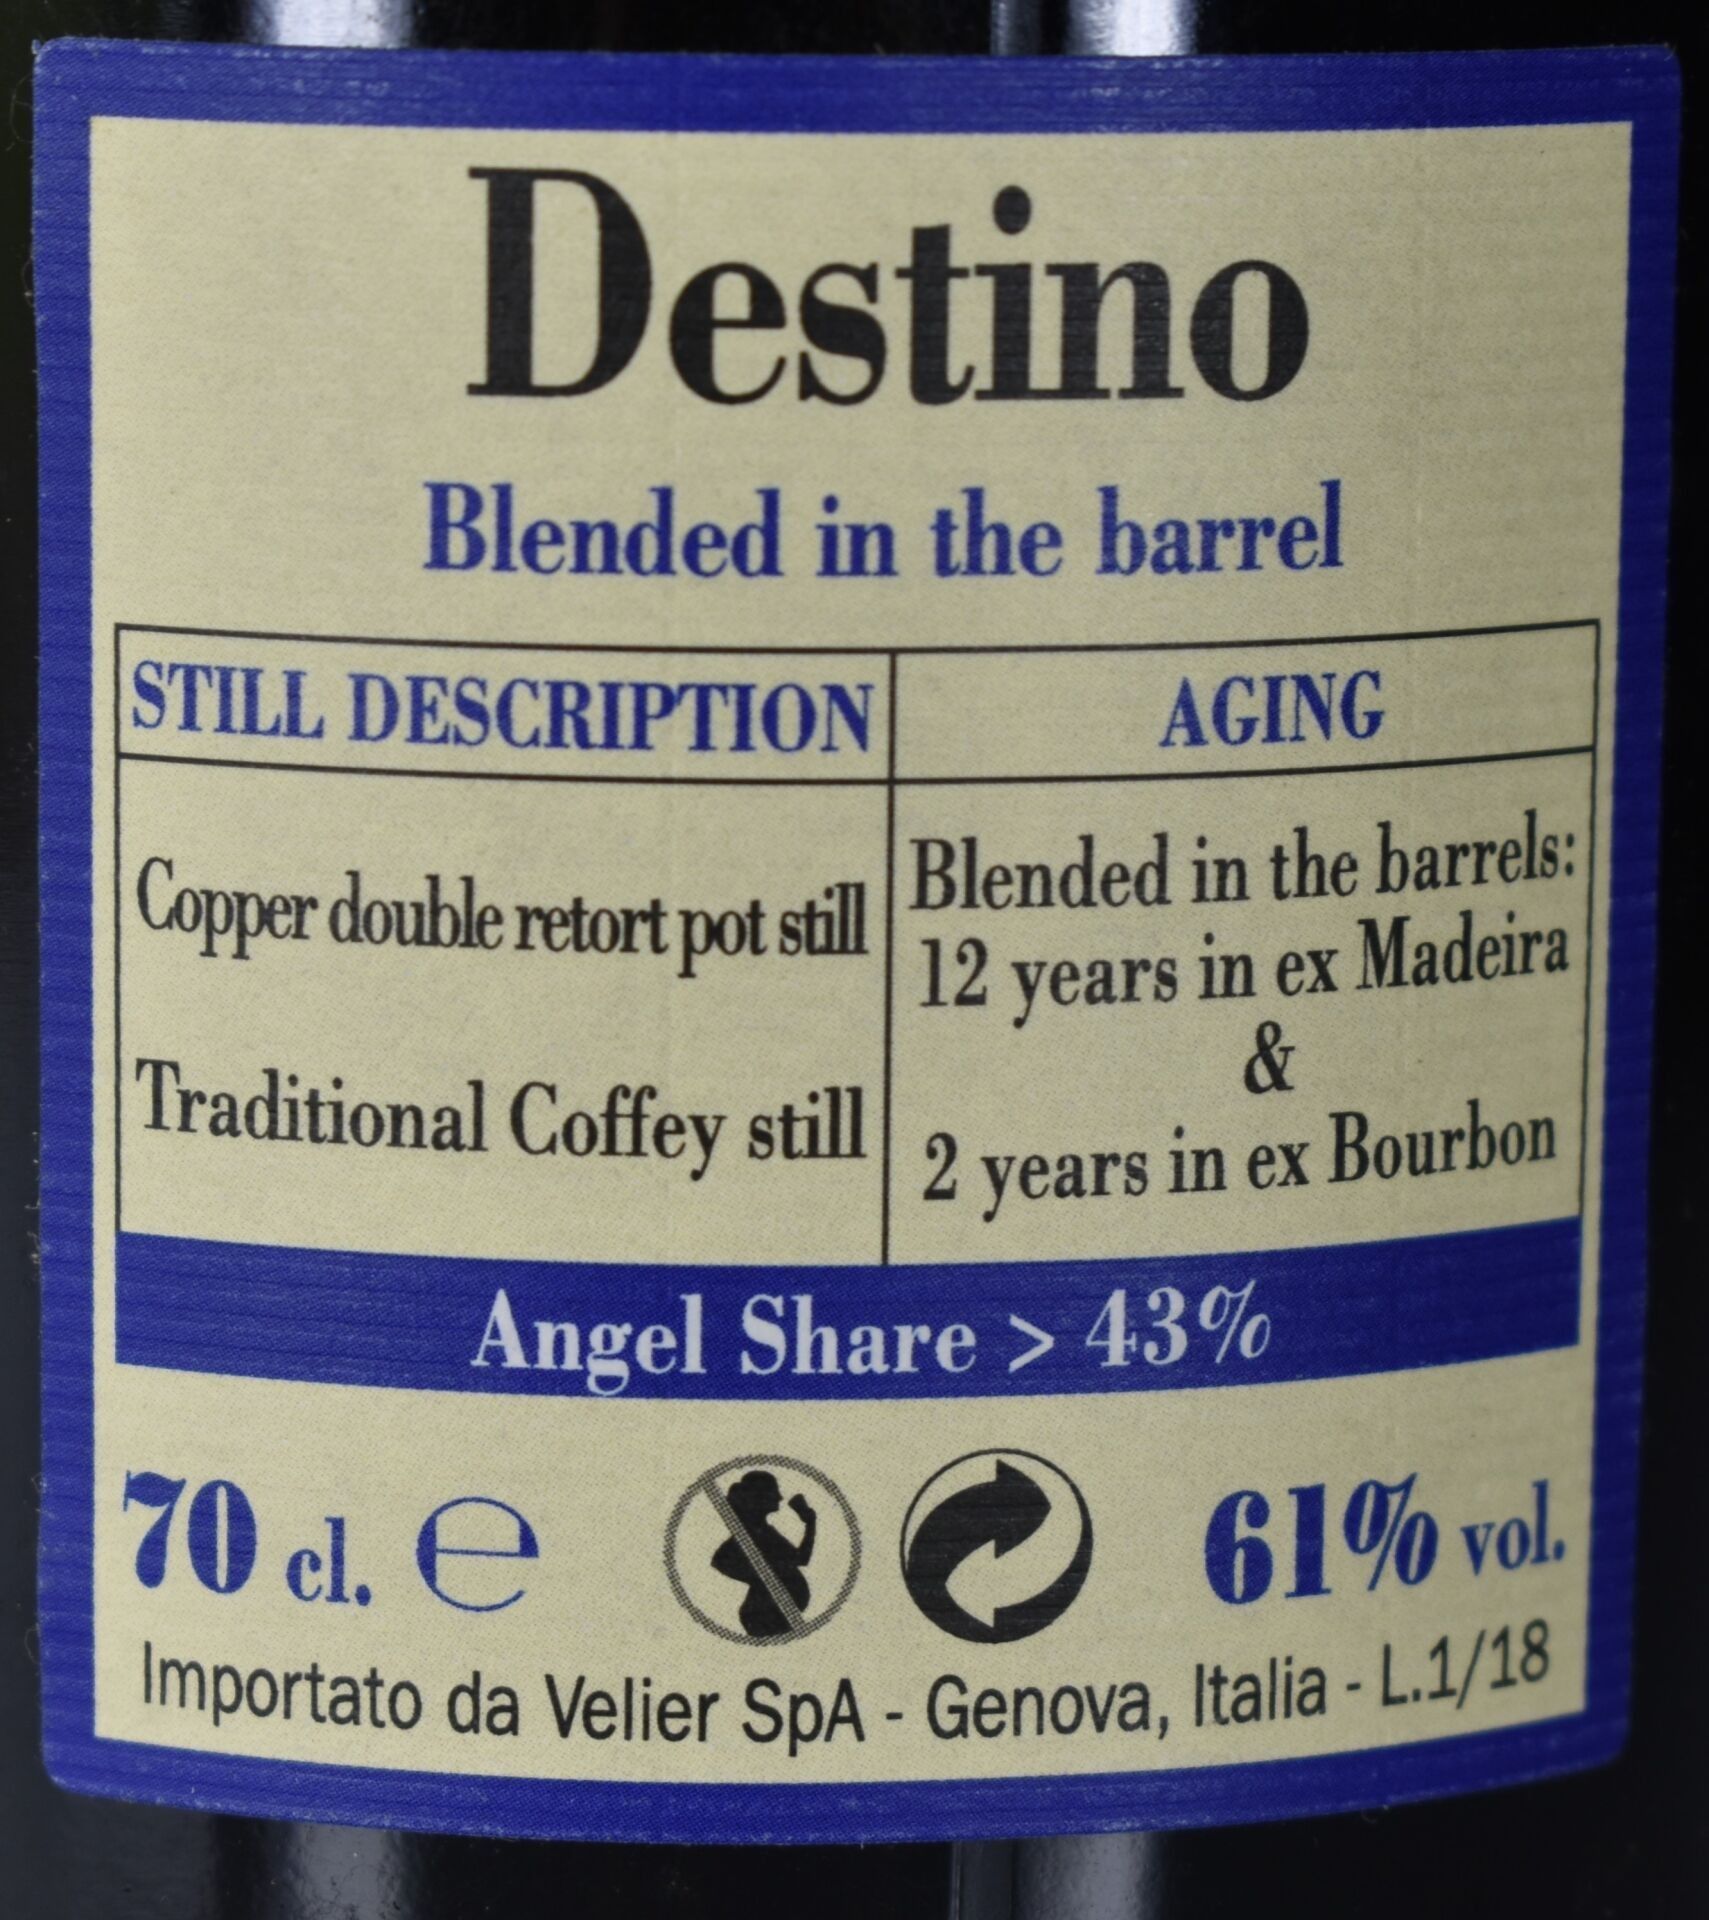 Destino
Blended in the barrel
STILL DESCRIPTION
AGING
Copper double retort pot still
Traditional Coffey still
Blended in the barrels:
12 years in ex Madeira
&
2 years in ex Bourbon
Angel Share > 43%
70 cl. e
61% vol.
Importato da Velier SpA - Genova, Italia - L.1/18